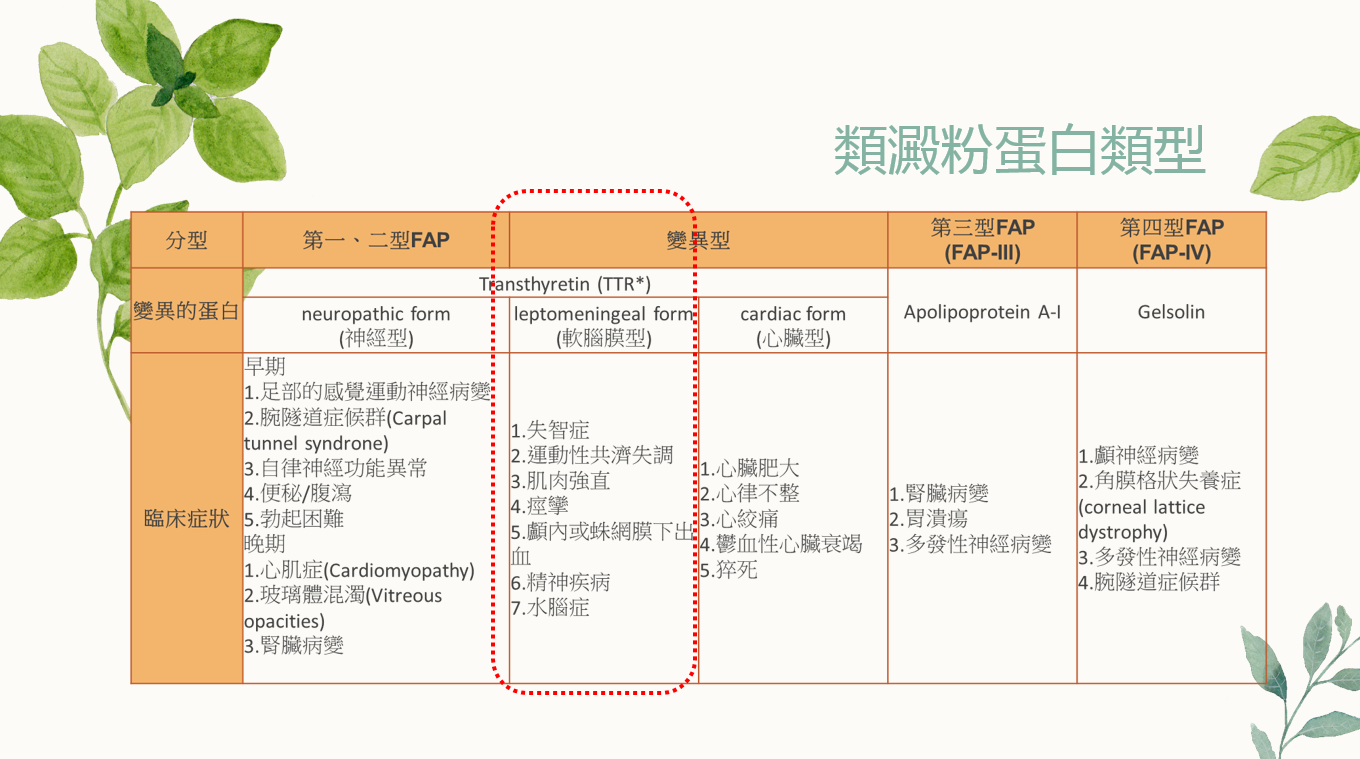 類澱粉蛋白類型
分型
第一、二型FAP
變異型
第三型FAP
(FAP-III)
第四型FAP
(FAP-IV)
變異的蛋白
Transthyretin (TTR*)
neuropathic form
(神經型)
leptomeningeal form
(軟腦膜型)
cardiac form
(心臟型)
Apolipoprotein A-I
Gelsolin
臨床症狀
早期
1.足部的感覺運動神經病變
2.腕隧道症候群(Carpal
tunnel syndrone)
3.自律神經功能異常
4.便秘/腹瀉
5.勃起困難
晚期
1.心肌症(Cardiomyopathy)
2.玻璃體混濁(Vitreous
opacities)
3.腎臟病變
1.失智症
2.運動性共濟失調
3.肌肉強直
4.痙攣
5.顱內或蛛網膜下出
血
6.精神疾病
7.水腦症
1.心臟肥大
2.心律不整
3.心絞痛
4.鬱血性心臟衰竭
5.猝死
1.腎臟病變
2.胃潰瘍
3.多發性神經病變
1.顱神經病變
2.角膜格狀失養症
(corneal lattice
dystrophy)
3.多發性神經病變
4.腕隧道症候群